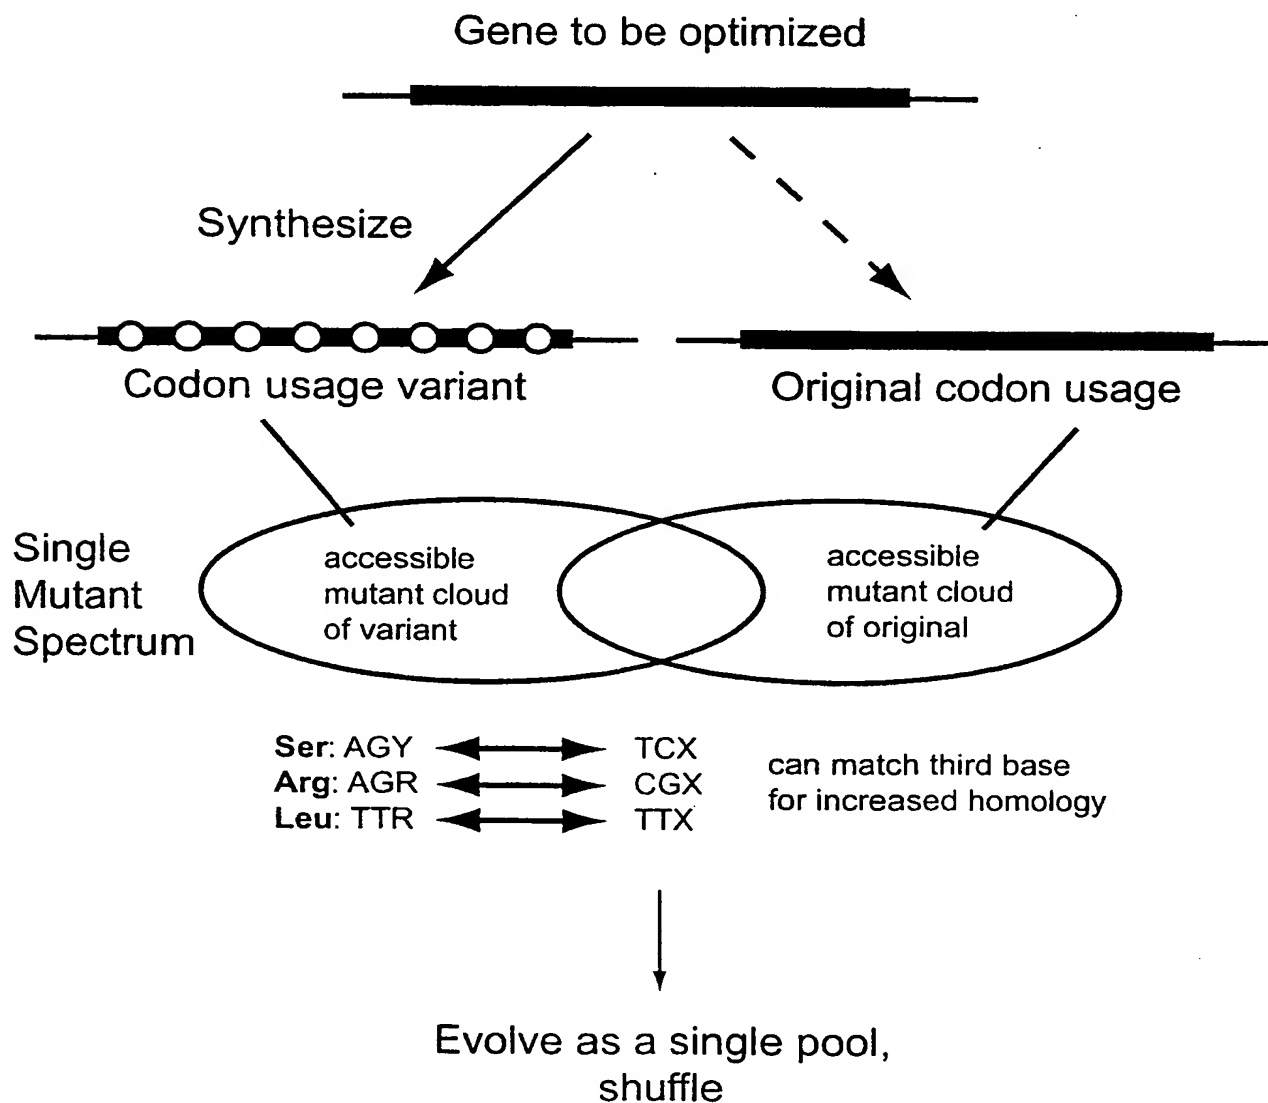 Gene to be optimized
Synthesize
Codon usage variant
Original codon usage
Single
Mutant
Spectrum
accessible
mutant cloud
of variant
accessible
mutant cloud
of original
Ser: AGY TCX
Arg: AGR CGX
Leu: TTR TTX
can match third base
for increased homology
Evolve as a single pool,
shuffle